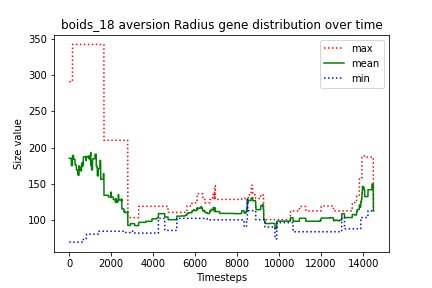 boids_18 aversion Radius gene distribution over time
350
300
250
200
150
100
Size value
max
mean
min
0 2000 4000 6000 8000 10000 12000 14000
Timesteps